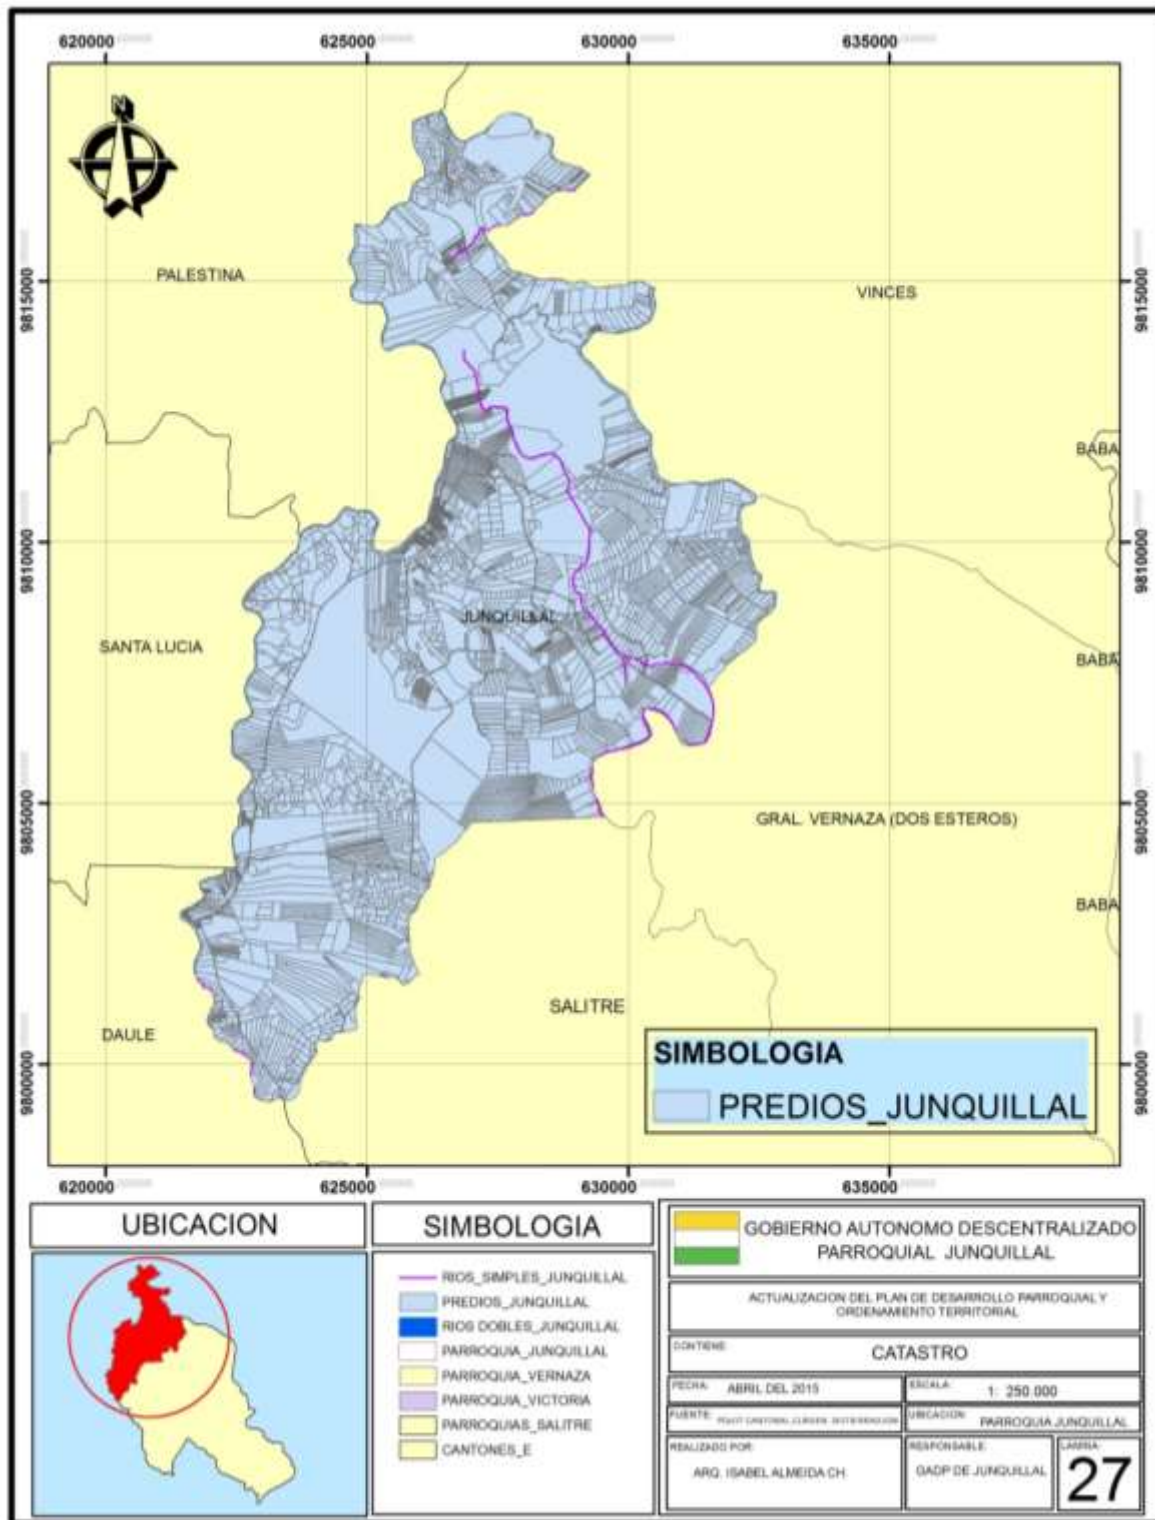 620000 625000 630000 635000
N
PALESTINA
VINCES
9815000 9815000
BABA
9810000 9810000
JUNQUILLAL
SANTA LUCIA
BABA
9805000 9805000
GRAL. VERNAZA (DOS ESTEROS)
BABA
SALITRE
DAULE
9800000 9800000
SIMBOLOGIA
PREDIOS_JUNQUILLAL
620000 625000 630000 635000
UBICACION
SIMBOLOGIA
RIOS_SIMPLES_JUNQUILLAL
PREDIOS_JUNQUILLAL
RIOS DOBLES_JUNQUILLAL
PARROQUIA_JUNQUILLAL
PARROQUIA_VERNAZA
PARROQUIA_VICTORIA
PARROQUIAS_SALITRE
CANTONES_E
GOBIERNO AUTONOMO DESCENTRALIZADO
PARROQUIAL JUNQUILLAL
ACTUALIZACION DEL PLAN DE DESARROLLO PARROQUIAL Y
ORDENAMIENTO TERRITORIAL
CONTIENE:
CATASTRO
FECHA: ABRIL DEL 2015
ESCALA: 1: 250.000
FUENTE:
UBICACION: PARROQUIA JUNQUILLAL
REALIZADO POR:
ARQ. ISABEL ALMEIDA CH
RESPONSABLE:
GADP DE JUNQUILLAL
LAMINA:
27